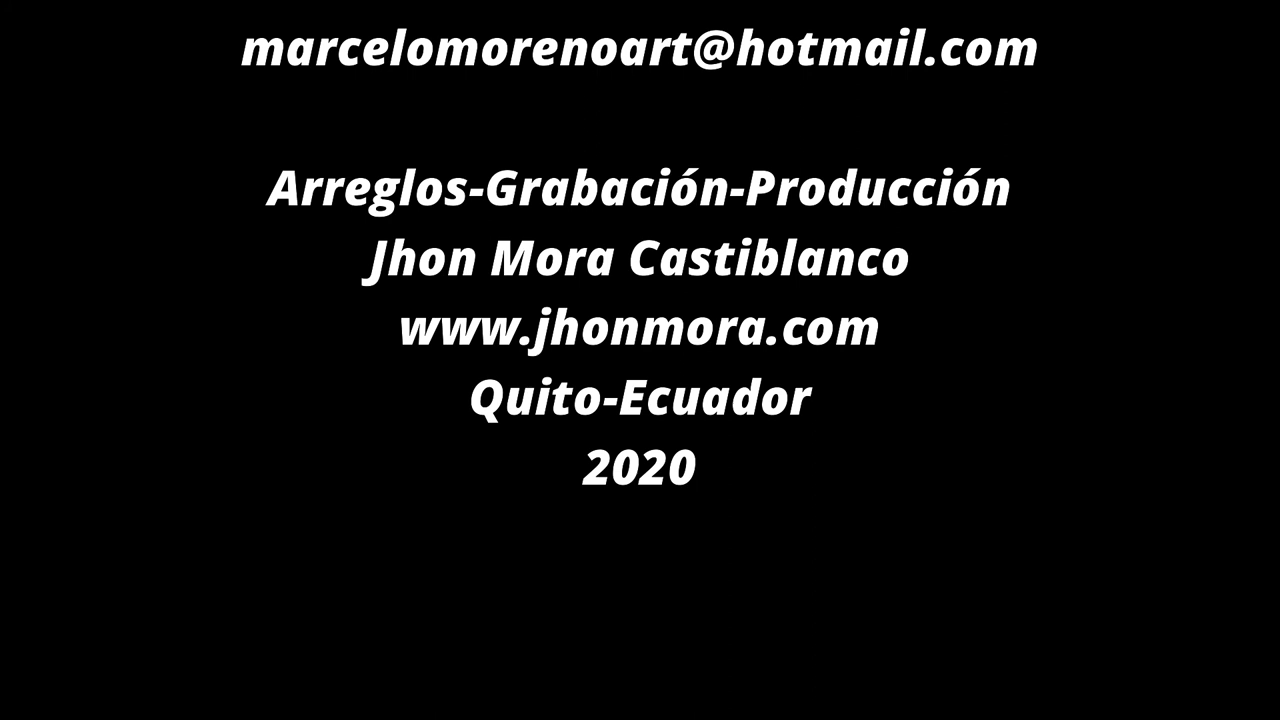 marcelomorenoart@hotmail.com
Arreglos-Grabación-Producción
Jhon Mora Castiblanco
www.jhonmora.com
Quito-Ecuador
2020